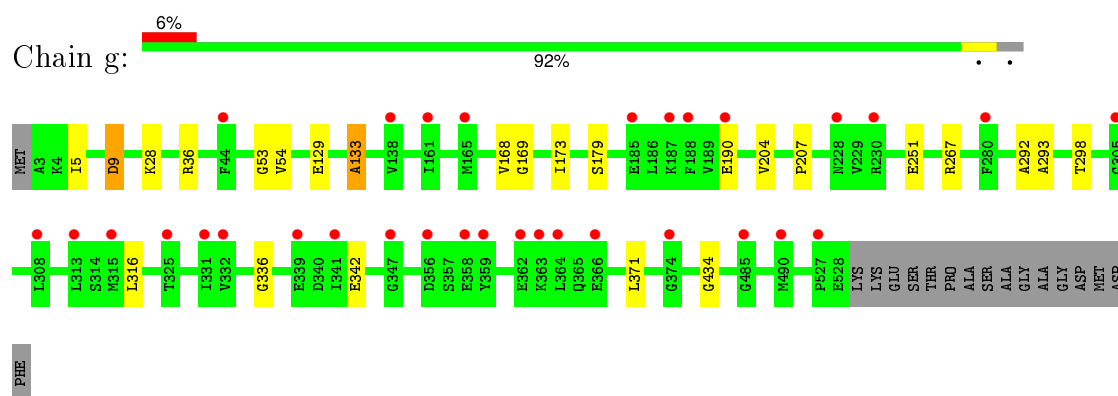 6%
Chain g:
92%
MET A3 K4 I5 D9 K28 R36 F44 G53 V54 E129 A133 V138 I161 M165 V168 G169 I173 S179 E185 L186 K187 F188 V189 E190 V204 P207 N228 V229 R230 E251 R267 F280 A292 A293 T298
L308 L313 S314 M315 L316 T325 I331 V332 G336 E339 D340 I341 E342 G347 D356 S357 E358 Y359 E362 K363 L364 Q365 E366 L371 G374 G434 G485 M490 P527 E528 LYS LYS GLU SER THR PRO ALA SER ALA GLY ALA GLY ASP MET ASP
PHE